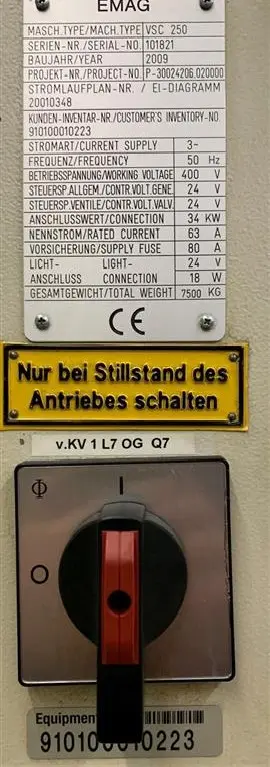 EMAG
MASCH.TYPE/MACH.TYPE VSC 250
SERIEN-NR./SERIAL-NO. 101821
BAUJAHR/YEAR 2009
PROJEKT-NR./PROJECT-NO. P-30024206.020000
STROMLAUFPLAN-NR. / El-DIAGRAMM
20010348
KUNDEN-INVENTAR-NR./CUSTOMER'S INVENTORY-NO.
910100010223
STROMART/CURRENT SUPPLY 3~
FREQUENZ/FREQUENCY 50 Hz
BETRIEBSSPANNUNG/WORKING VOLTAGE 400 V
STEUERSP.ALLGEM./CONTR.VOLT.GENE. 24 V
STEUERSP.VENTILE/CONTR.VOLT.VALV. 24 V
ANSCHLUSSWERT/CONNECTION 34 KW
NENNSTROM/RATED CURRENT 63 A
VORSICHERUNG/SUPPLY FUSE 80 A
LICHT- LIGHT- 24 V
ANSCHLUSS CONNECTION 18 W
GESAMTGEWICHT/TOTAL WEIGHT 7500 KG
CE
Nur bei Stillstand des
Antriebes schalten
v.KV 1 L7 OG Q7
I
O
Equipmen
910100010223